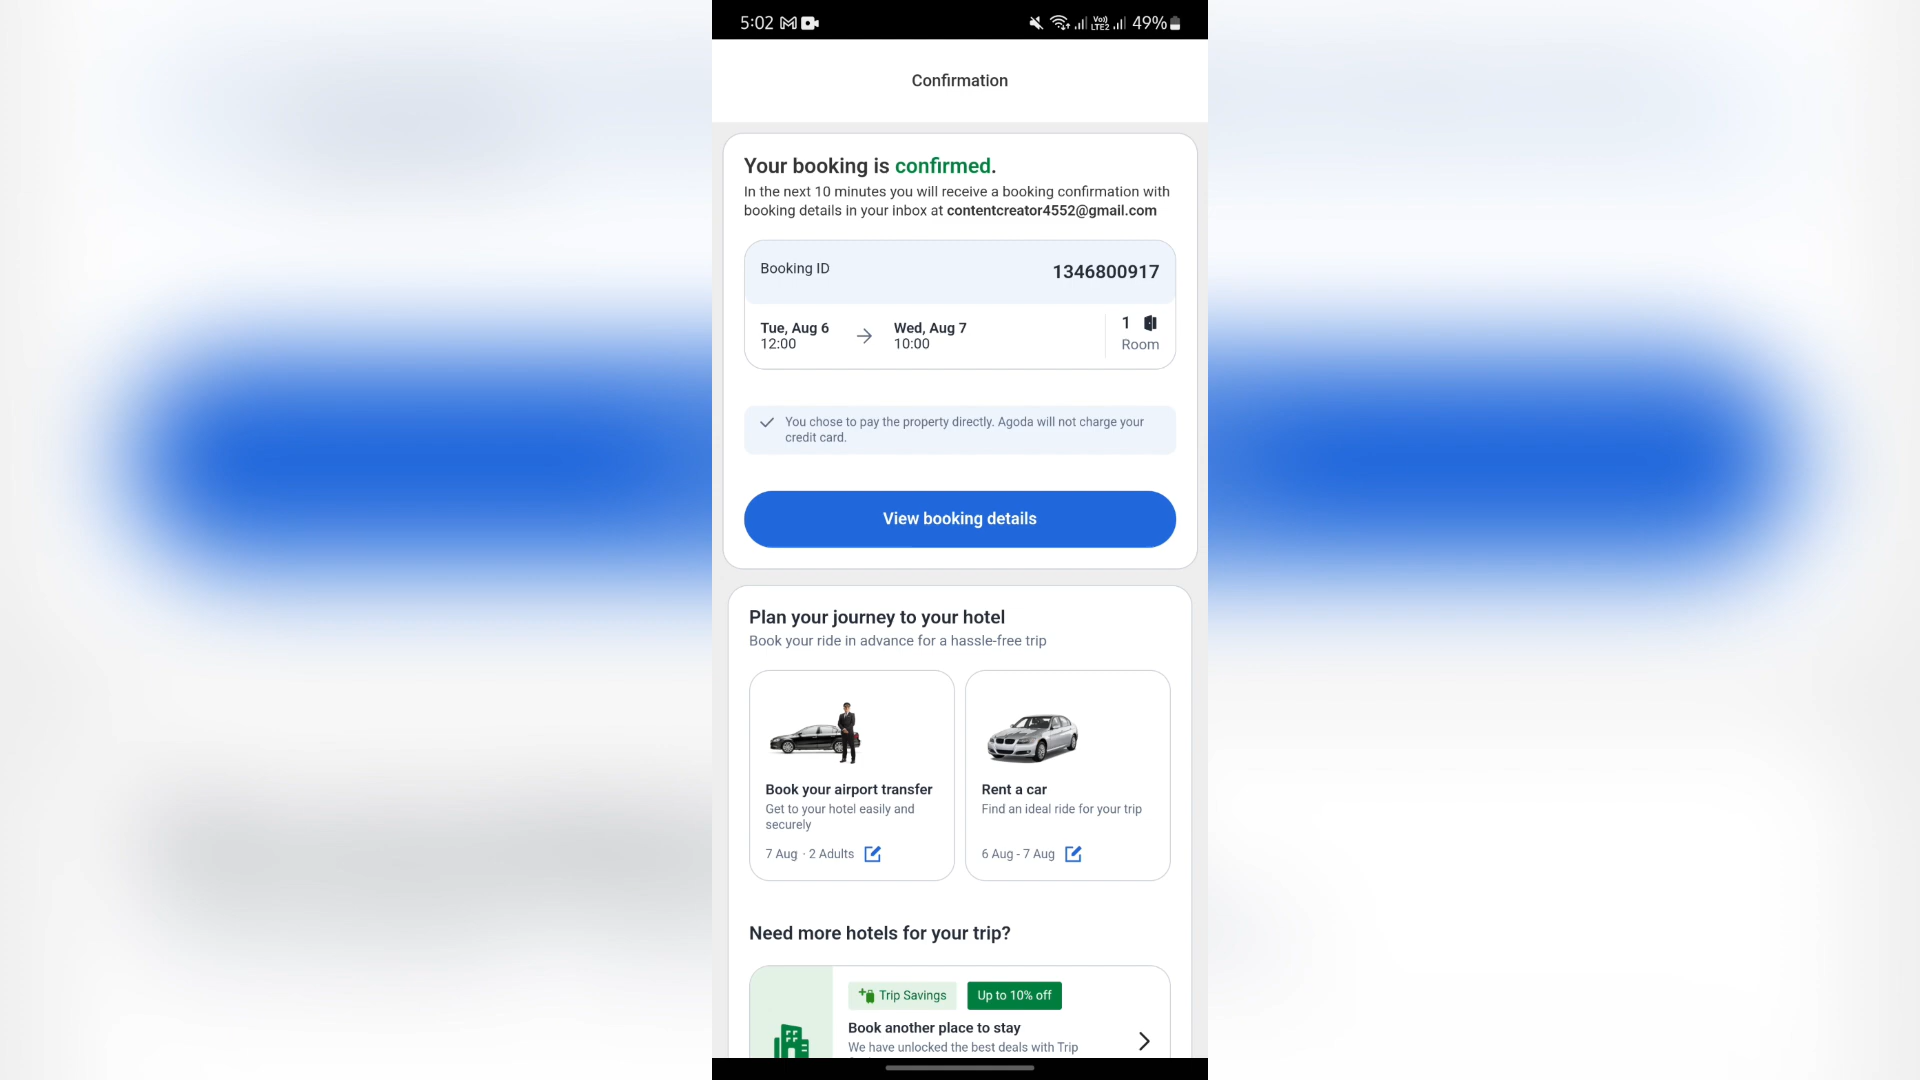 5:02
Voo) LTE2 49%
Confirmation
Your booking is confirmed.
In the next 10 minutes you will receive a booking confirmation with
booking details in your inbox at contentcreator4552@gmail.com
Booking ID 1346800917
Tue, Aug 6
12:00
Wed, Aug 7
10:00
1
Room
You chose to pay the property directly. Agoda will not charge your
credit card.
View booking details
Plan your journey to your hotel
Book your ride in advance for a hassle-free trip
Book your airport transfer
Get to your hotel easily and
securely
7 Aug · 2 Adults
Rent a car
Find an ideal ride for your trip
6 Aug - 7 Aug
Need more hotels for your trip?
Trip Savings
Up to 10% off
Book another place to stay
We have unlocked the best deals with Trip